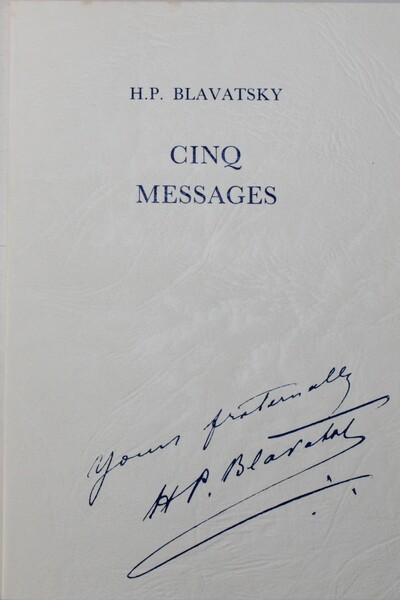 H.P. BLAVATSKY
CINQ
MESSAGES
Yours fraternally
H P. Blavatsky